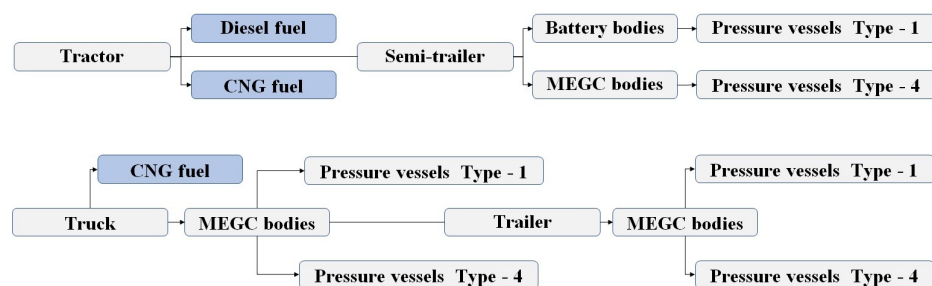 Diesel fuel
Battery bodies
Pressure vessels Type - 1
Tractor
Semi-trailer
CNG fuel
MEGC bodies
Pressure vessels Type - 4
CNG fuel
Pressure vessels Type - 1
Pressure vessels Type - 1
Truck
MEGC bodies
Trailer
MEGC bodies
Pressure vessels Type - 4
Pressure vessels Type - 4